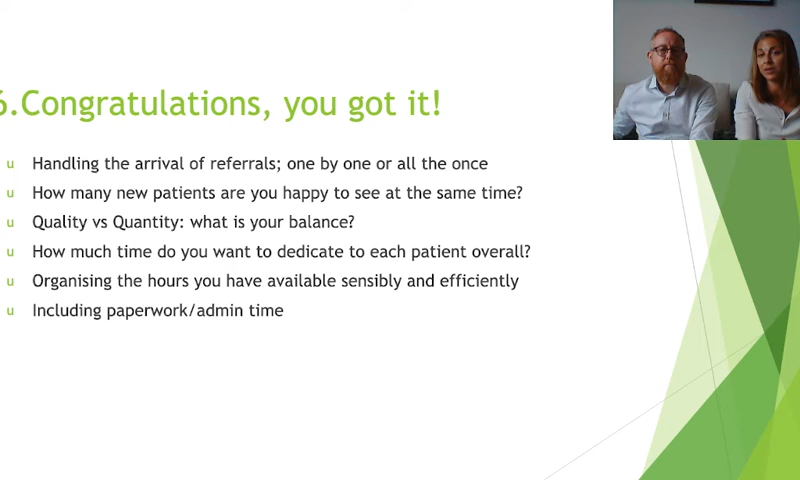 6.Congratulations, you got it!
u Handling the arrival of referrals; one by one or all the once
u How many new patients are you happy to see at the same time?
u Quality vs Quantity: what is your balance?
u How much time do you want to dedicate to each patient overall?
u Organising the hours you have available sensibly and efficiently
u Including paperwork/admin time